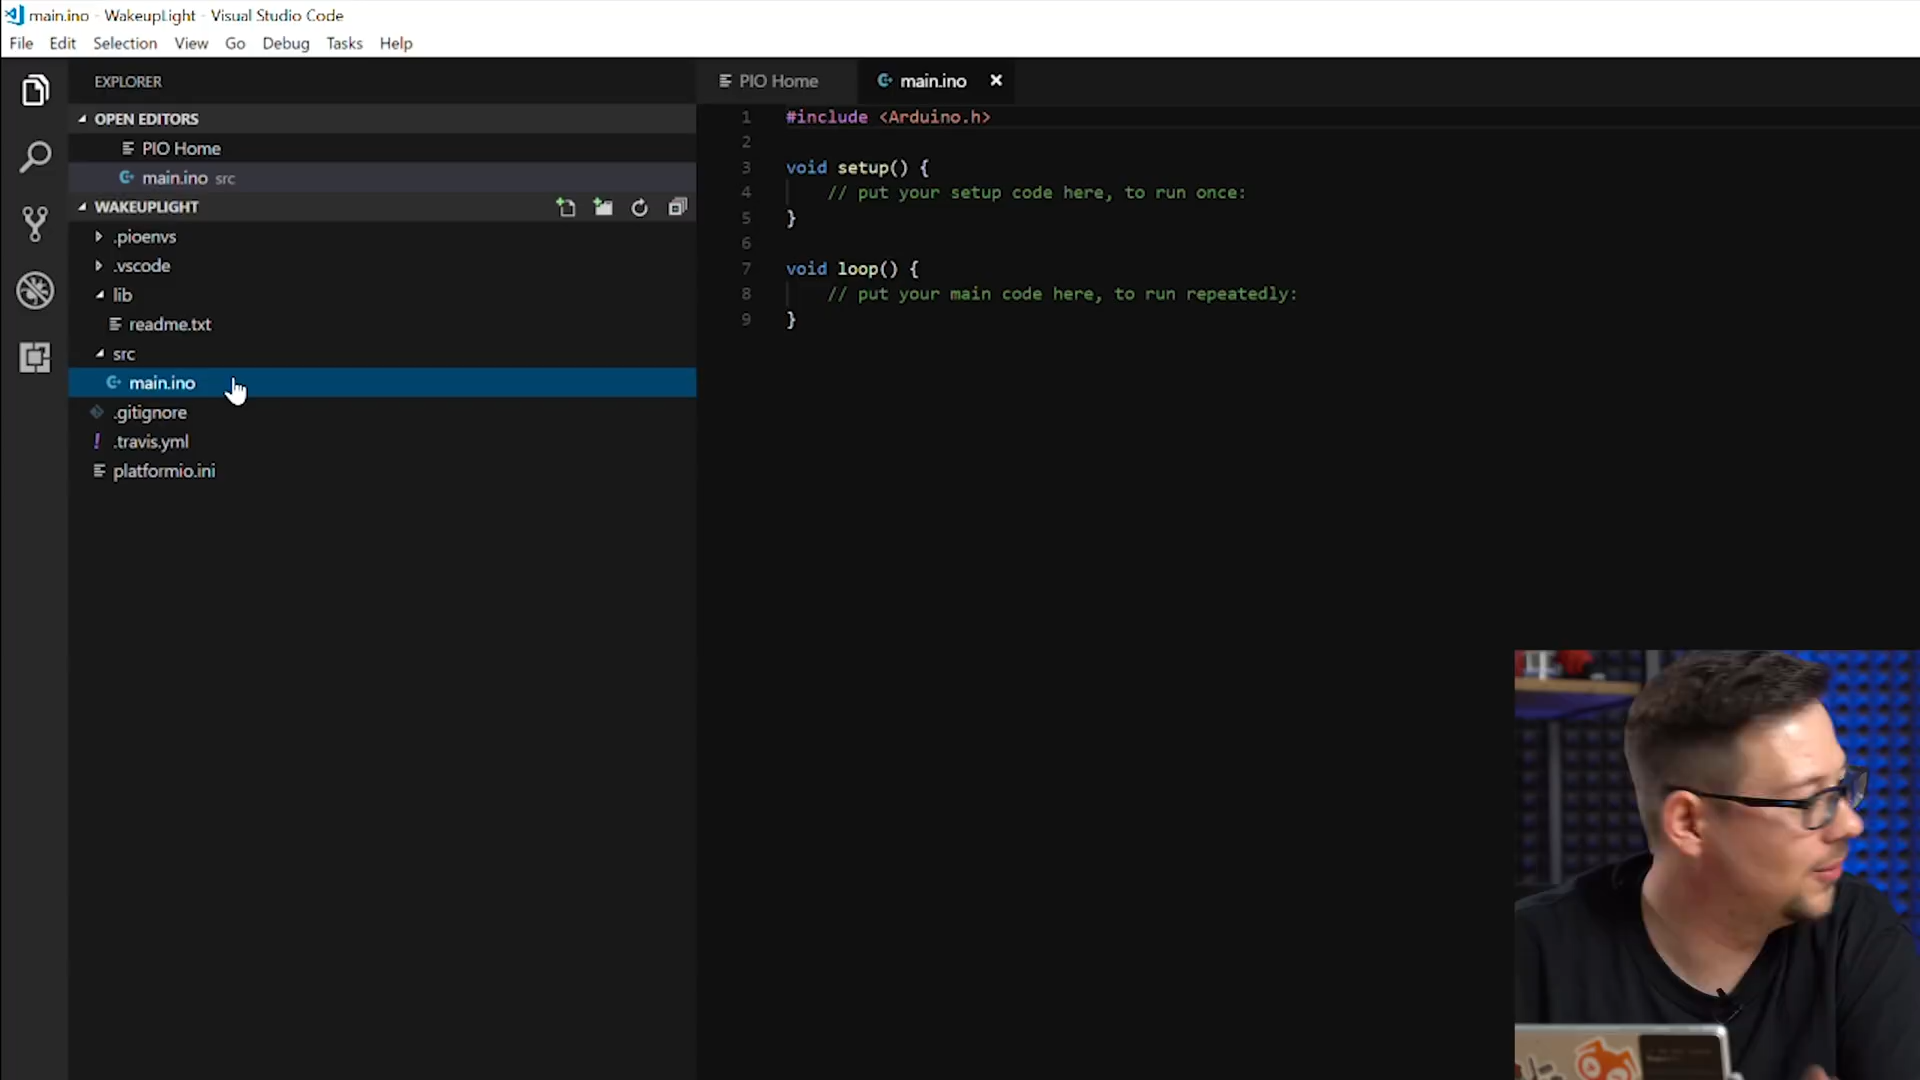 main.ino - WakeupLight - Visual Studio Code
File Edit Selection View Go Debug Tasks Help
EXPLORER
OPEN EDITORS
PIO Home
main.ino src
WAKEUPLIGHT
.pioenvs
.vscode
lib
readme.txt
src
main.ino
.gitignore
! .travis.yml
platformio.ini
PIO Home main.ino
1 #include <Arduino.h>
2
3 void setup() {
4 // put your setup code here, to run once:
5 }
6
7 void loop() {
8 // put your main code here, to run repeatedly:
9 }